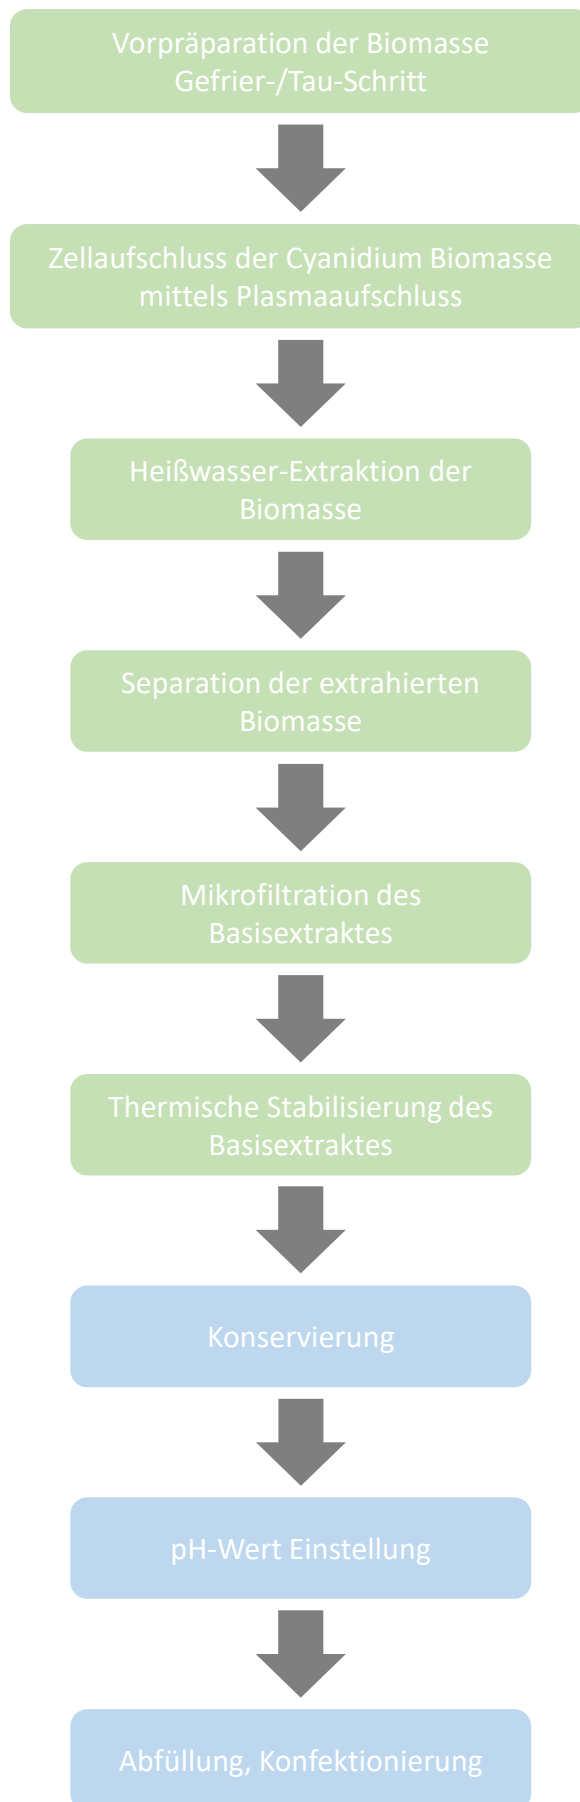 Vorpräparation der Biomasse
Gefrier-/Tau-Schritt
Zellaufschluss der Cyanidium Biomasse
mittels Plasmaaufschluss
Heißwasser-Extraktion der
Biomasse
Separation der extrahierten
Biomasse
Mikrofiltration des
Basisextraktes
Thermische Stabilisierung des
Basisextraktes
Konservierung
pH-Wert Einstellung
Abfüllung, Konfektionierung